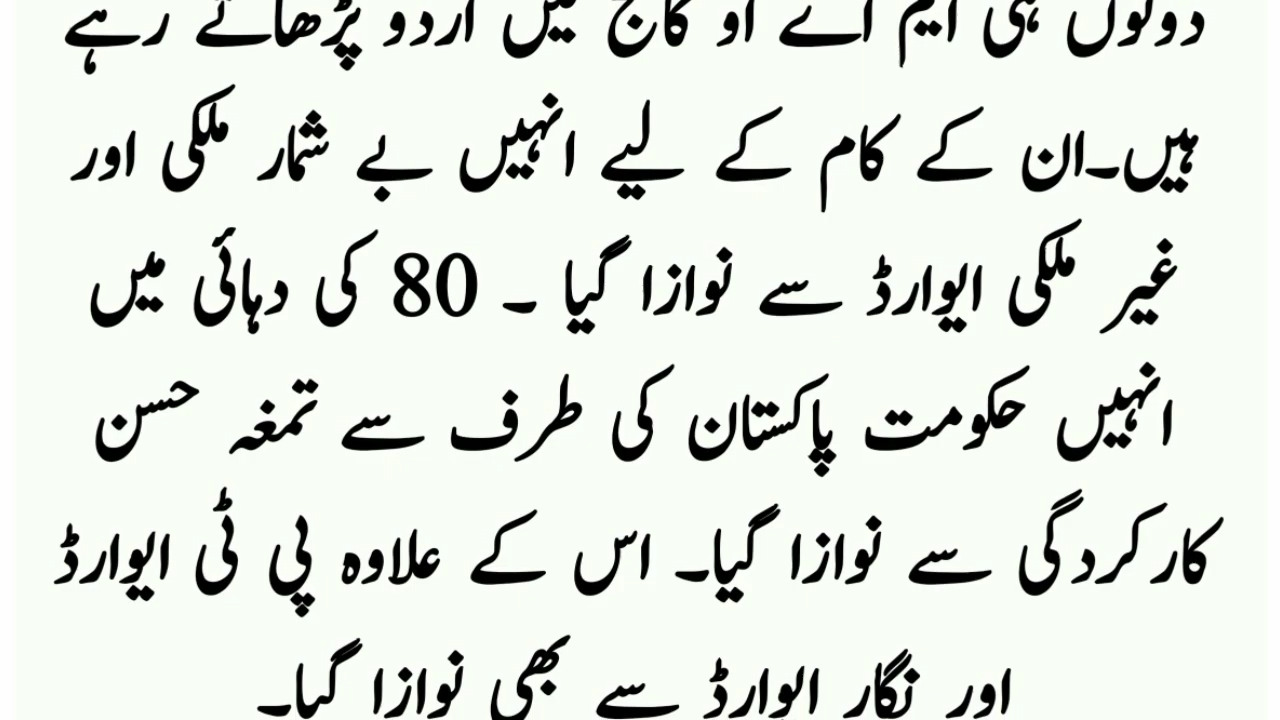 دونوں ہی ایم اے او کالج میں اردو پڑھاتے رہے
ہیں۔ان کے کام کے لیے انہیں بے شمار ملکی اور
غیر ملکی ایوارڈ سے نوازا گیا ۔ 80 کی دہائی میں
انہیں حکومت پاکستان کی طرف سے تمغہ حسن
کارکردگی سے نوازا گیا۔ اس کے علاوہ پی ٹی ایوارڈ
اور نگار ایوارڈ سے بھی نوازا گیا۔